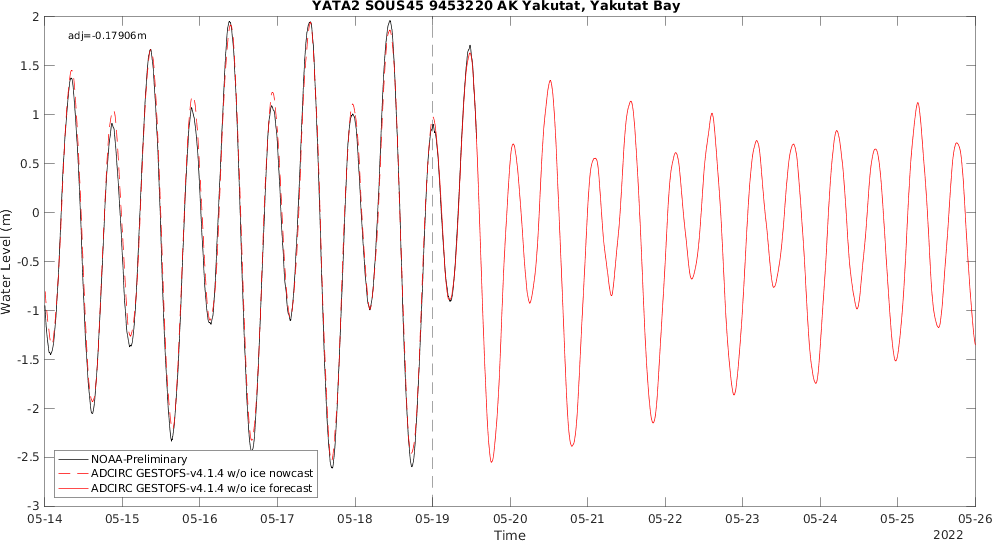 YATA2 SOUS45 9453220 AK Yakutat, Yakutat Bay
adj=-0.17906m
2
1.5
1
0.5
0
-0.5
-1
-1.5
-2
-2.5
-3
Water Level (m)
NOAA-Preliminary
ADCIRC GESTOFS-v4.1.4 w/o ice nowcast
ADCIRC GESTOFS-v4.1.4 w/o ice forecast
05-14 05-15 05-16 05-17 05-18 05-19 05-20 05-21 05-22 05-23 05-24 05-25 05-26
Time
2022